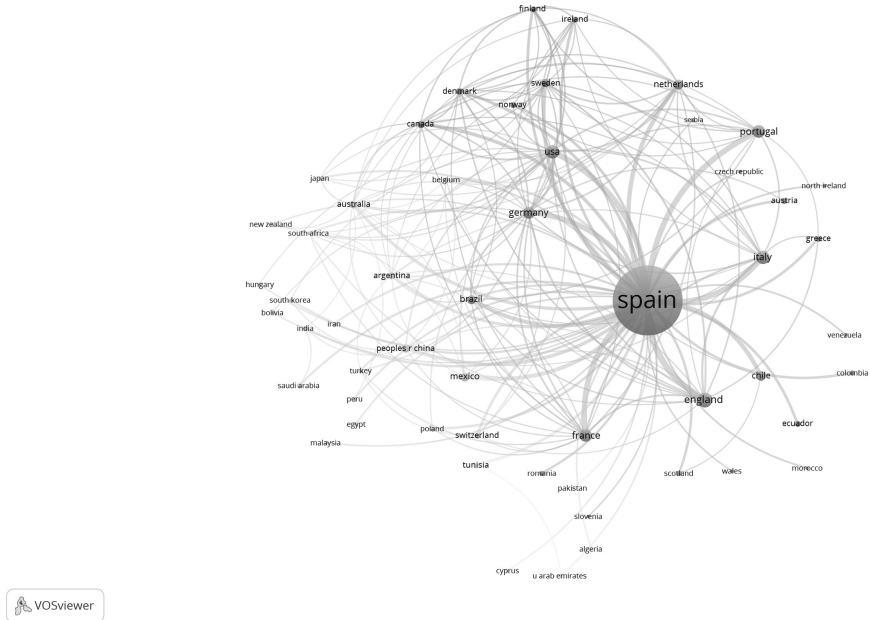 finland
ireland
sweden
netherlands
denmark
norway
canada
serbia
portugal
usa
czech republic
japan
belgium
north ireland
australia
austria
germany
new zealand
south africa
greece
italy
argentina
hungary
brazil
spain
south korea
bolivia
india
iran
venezuela
peoples r china
turkey
mexico
chile
colombia
saudi arabia
peru
england
egypt
ecuador
poland
malaysia
switzerland
france
tunisia
romania
scotland
wales
morocco
pakistan
slovenia
algeria
cyprus
u arab emirates
VOSviewer